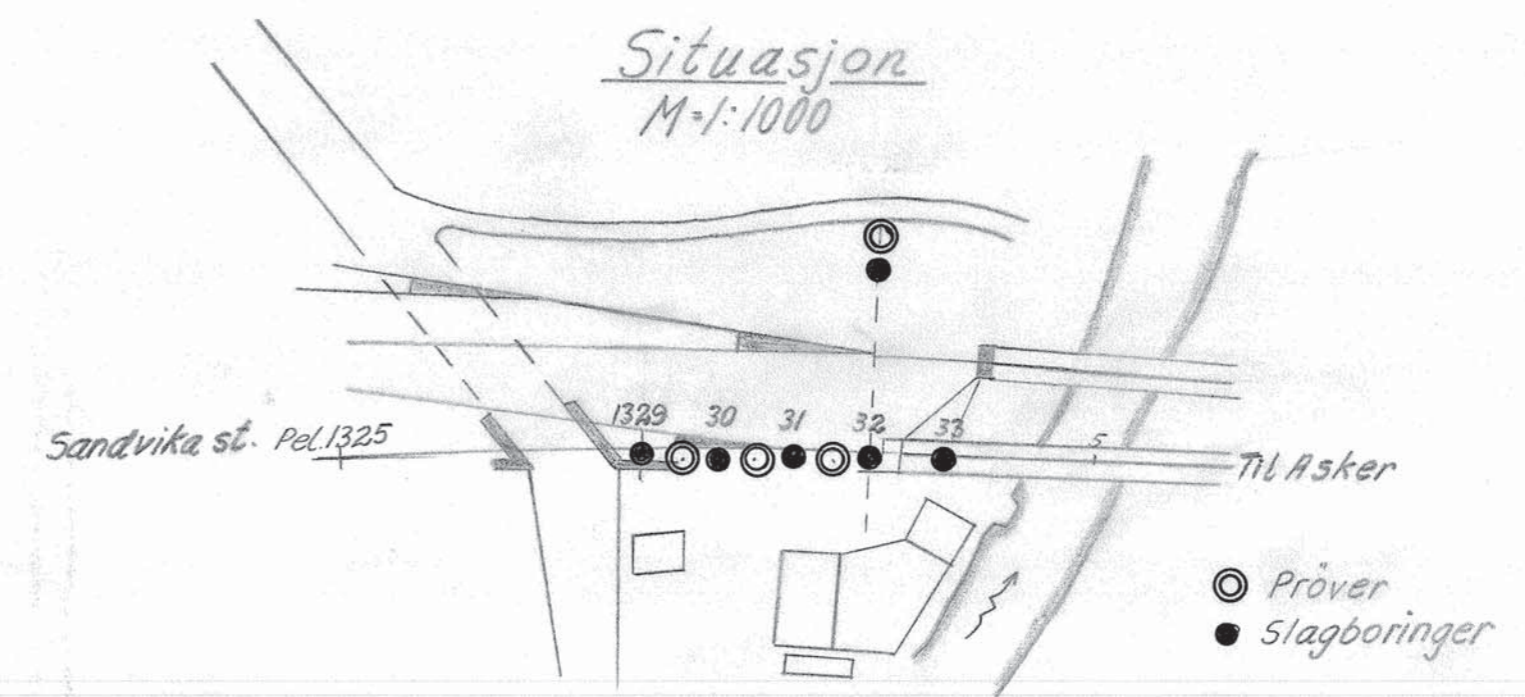 Situasjon
M=1:1000
1329 30 31 32 33
Sandvika st. Pel.1325 5 Til Asker
Pröver
Slagboringer